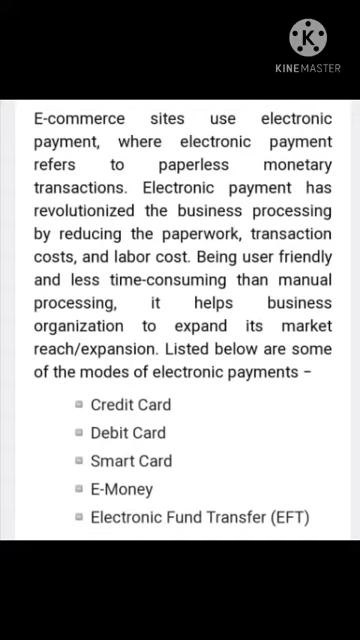 KINEMASTER
E-commerce sites use electronic
payment, where electronic payment
refers to paperless monetary
transactions. Electronic payment has
revolutionized the business processing
by reducing the paperwork, transaction
costs, and labor cost. Being user friendly
and less time-consuming than manual
processing, it helps business
organization to expand its market
reach/expansion. Listed below are some
of the modes of electronic payments −
Credit Card
Debit Card
Smart Card
E-Money
Electronic Fund Transfer (EFT)